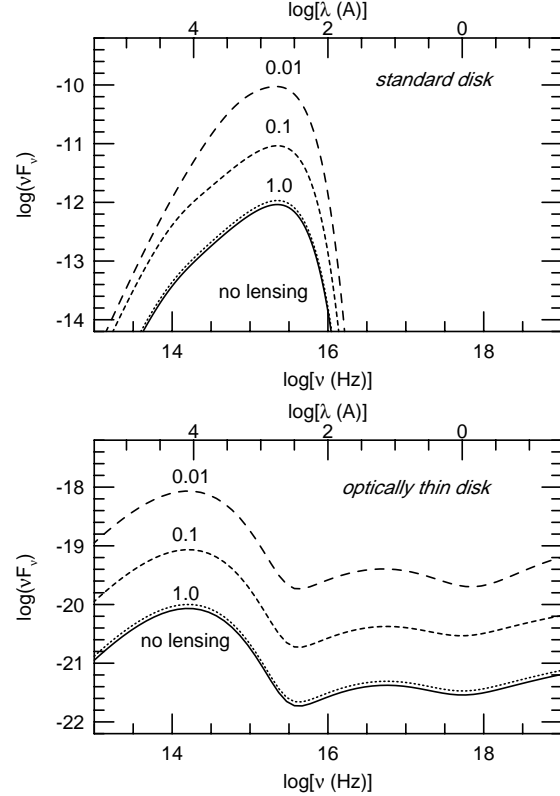 log[λ (A)]
4 2 0
standard disk
0.01
0.1
1.0
no lensing
log(νFν)
-10
-11
-12
-13
-14
14 16 18
log[ν (Hz)]
log[λ (A)]
4 2 0
optically thin disk
0.01
0.1
1.0
no lensing
log(νFν)
-18
-19
-20
-21
-22
14 16 18
log[ν (Hz)]